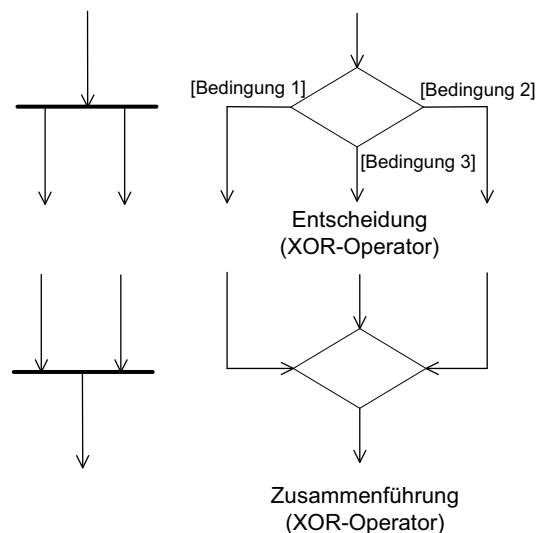 [Bedingung 1]
[Bedingung 2]
[Bedingung 3]
Entscheidung
(XOR-Operator)
Zusammenführung
(XOR-Operator)